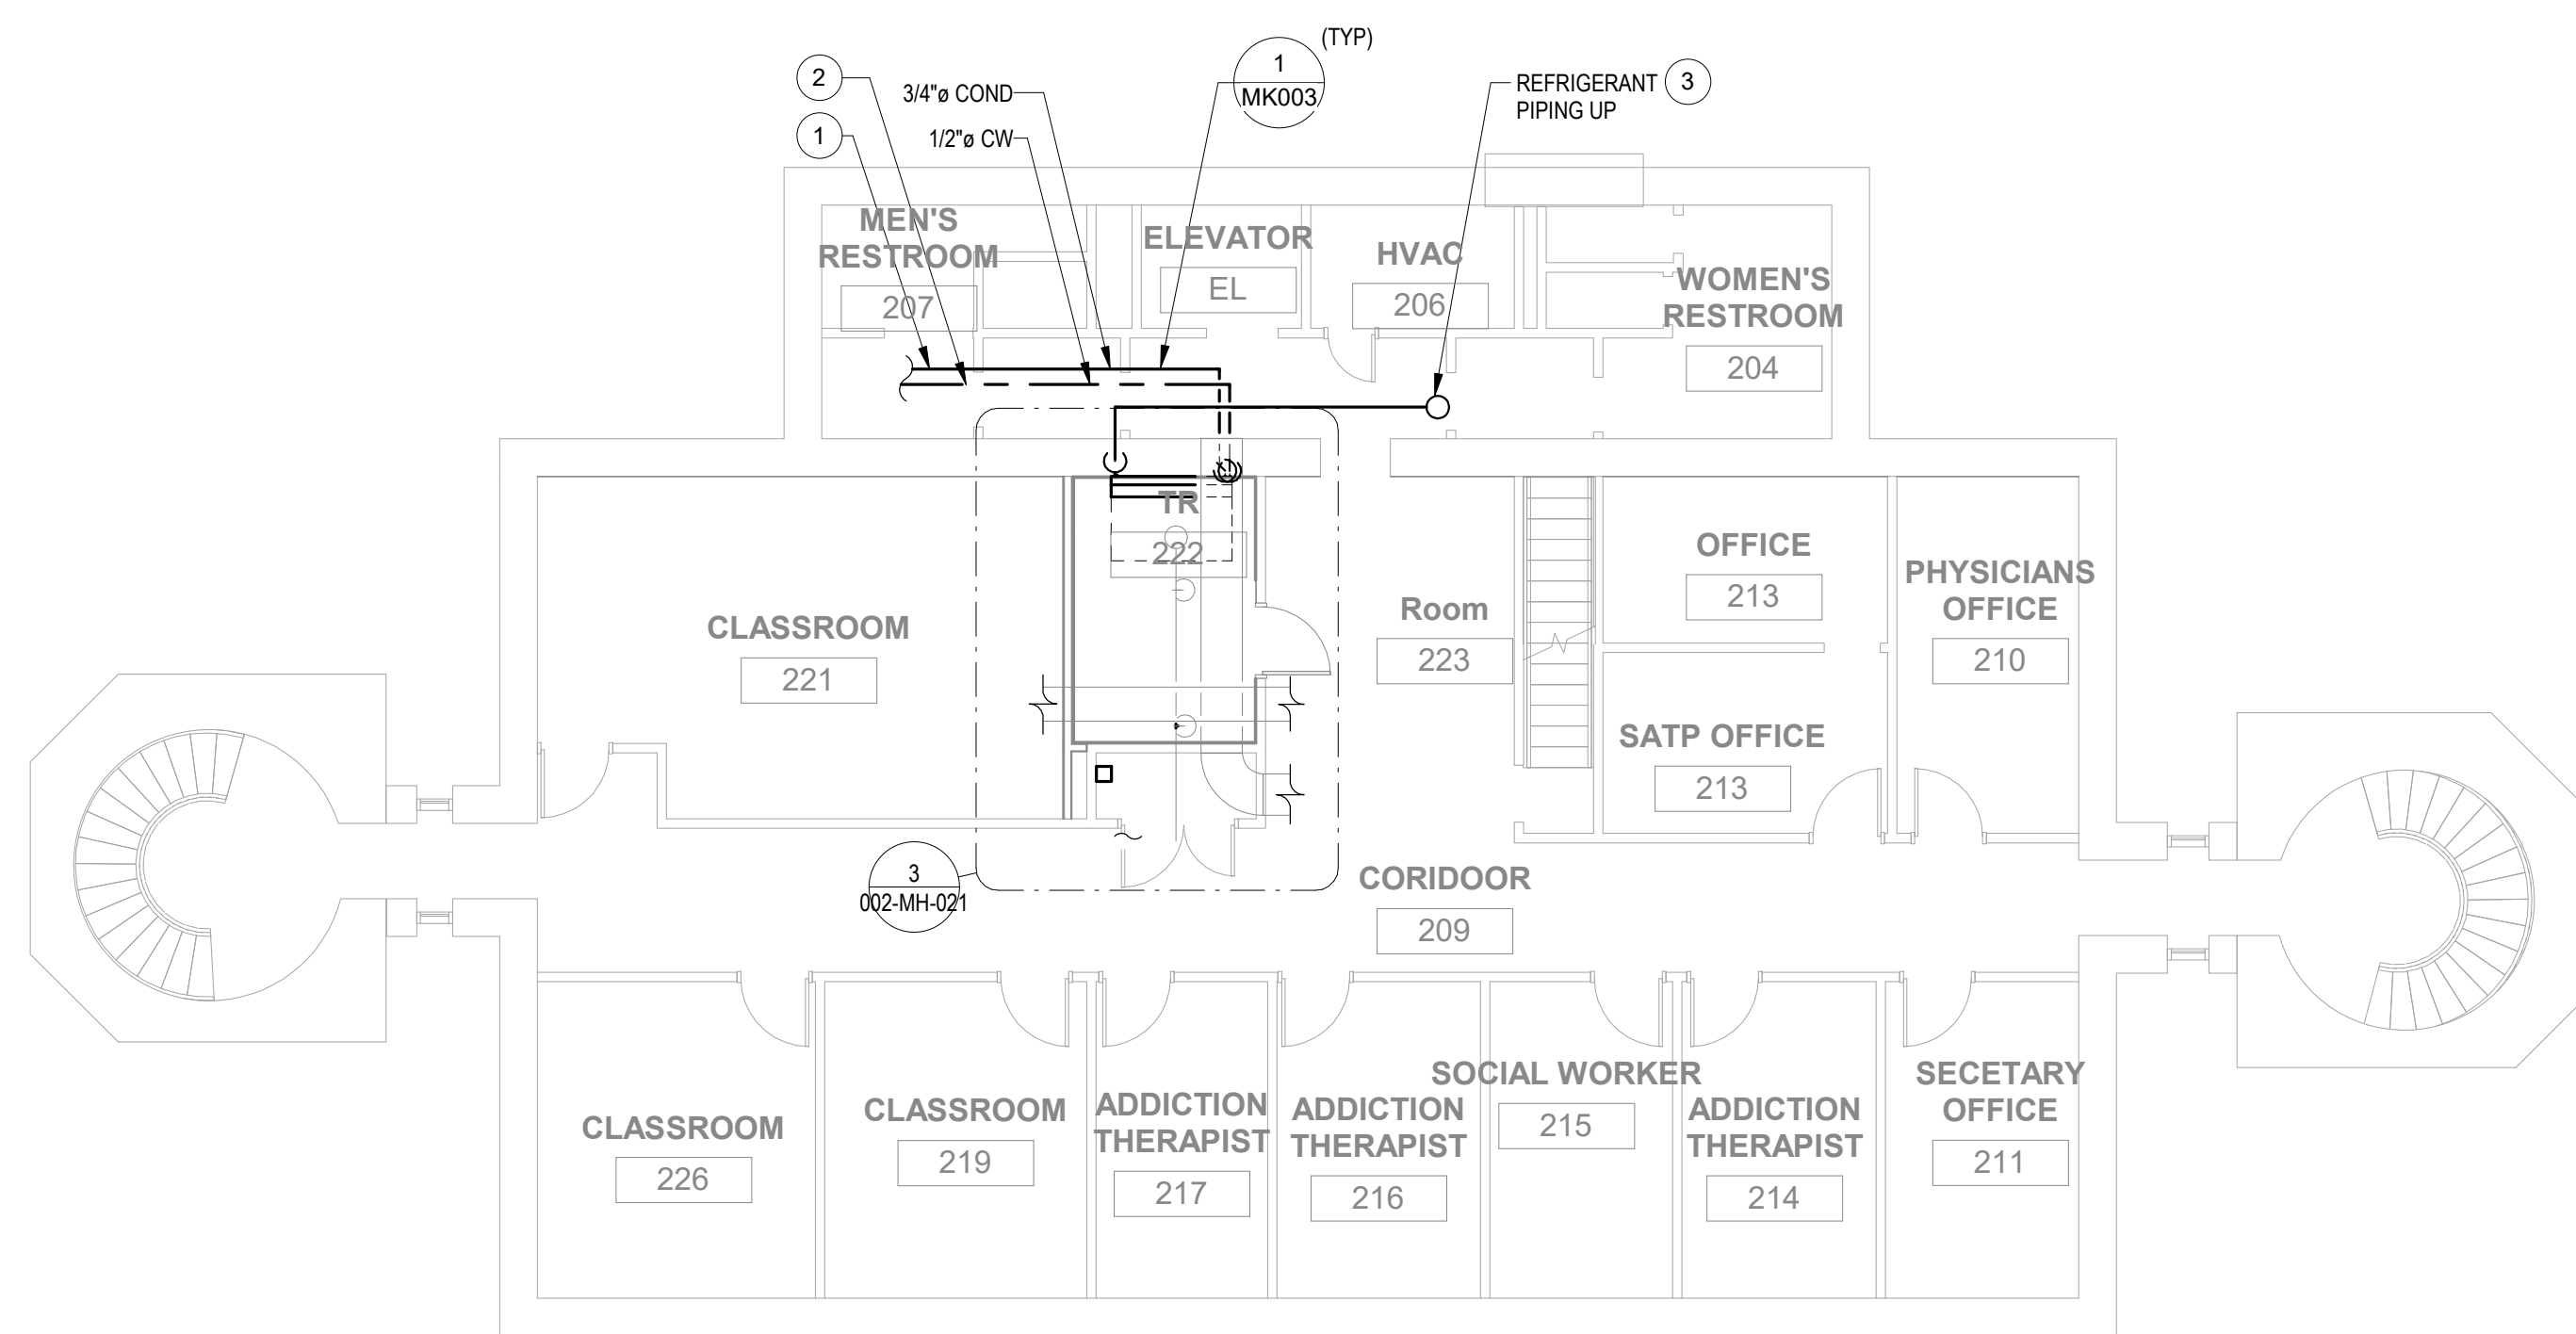 (TYP)
1
MK003
2
3/4"ø COND
REFRIGERANT 3
PIPING UP
1
1/2"ø CW
MEN'S
RESTROOM
207
ELEVATOR
EL
HVAC
206
WOMEN'S
RESTROOM
204
TR
222
CLASSROOM
221
Room
223
OFFICE
213
PHYSICIANS
OFFICE
210
SATP OFFICE
213
3
002-MH-021
CORIDOOR
209
CLASSROOM
226
CLASSROOM
219
ADDICTION
THERAPIST
217
ADDICTION
THERAPIST
216
SOCIAL WORKER
215
ADDICTION
THERAPIST
214
SECETARY
OFFICE
211